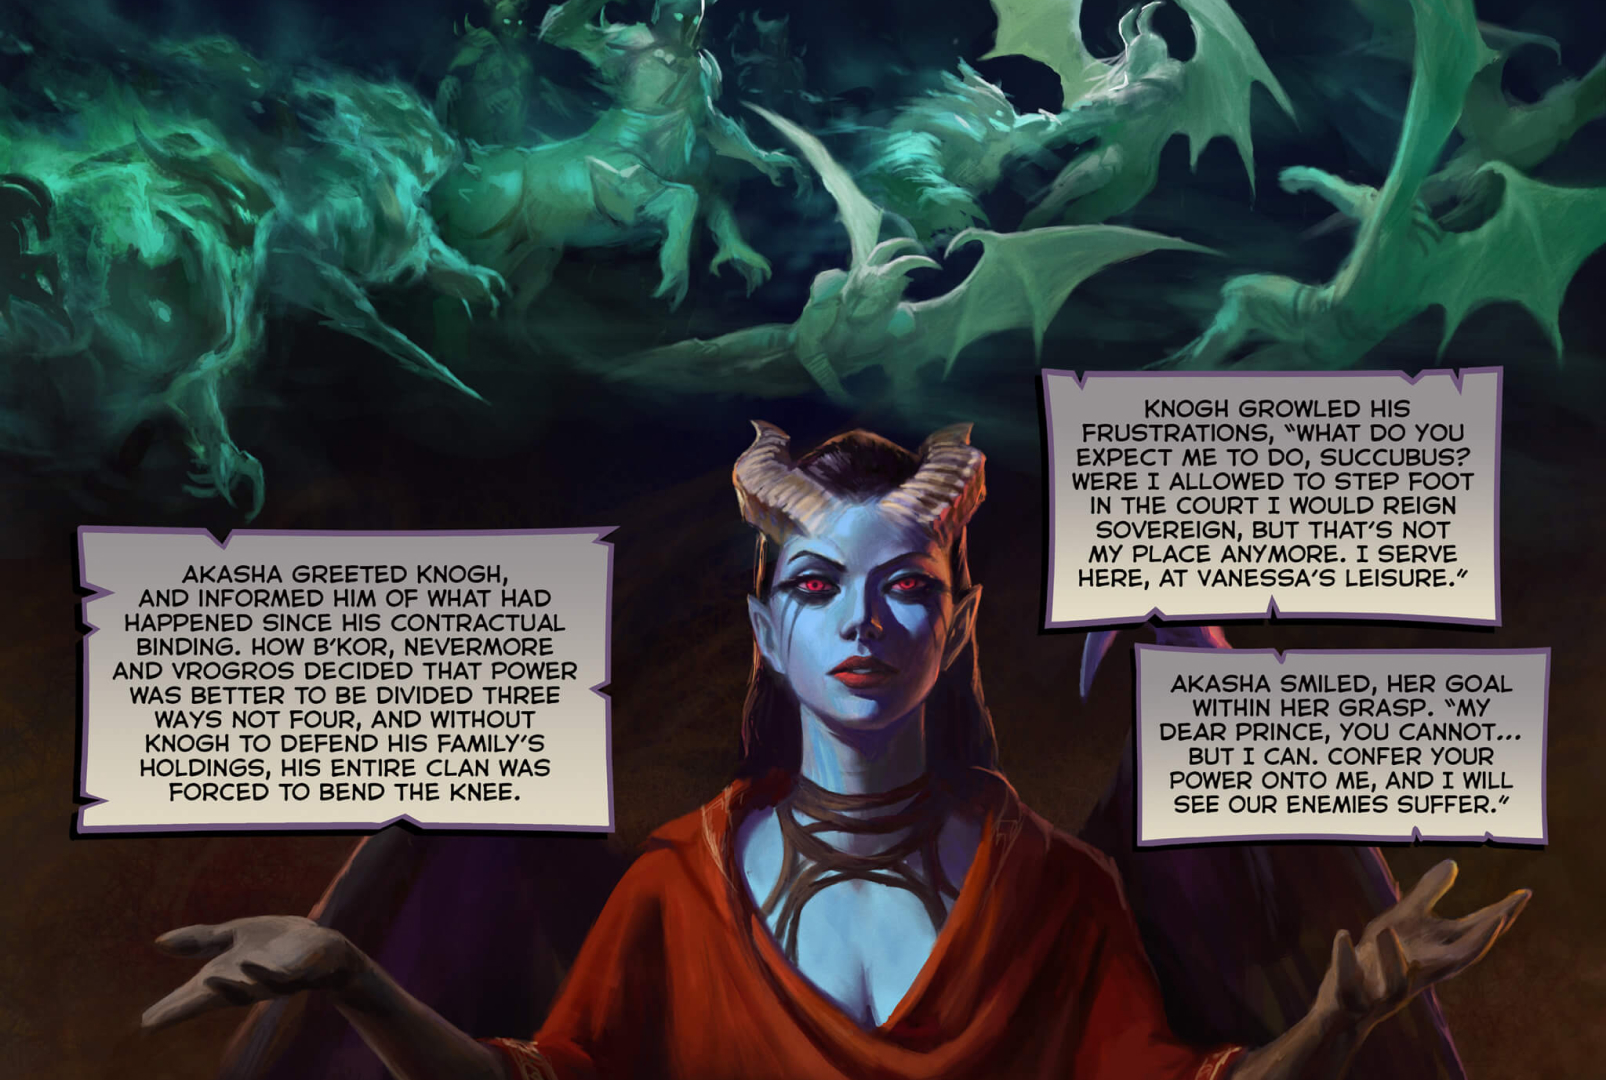 AKASHA GREETED KNOGH,
AND INFORMED HIM OF WHAT HAD
HAPPENED SINCE HIS CONTRACTUAL
BINDING. HOW B'KOR, NEVERMORE
AND VROGROS DECIDED THAT POWER
WAS BETTER TO BE DIVIDED THREE
WAYS NOT FOUR, AND WITHOUT
KNOGH TO DEFEND HIS FAMILY'S
HOLDINGS, HIS ENTIRE CLAN WAS
FORCED TO BEND THE KNEE.
KNOGH GROWLED HIS
FRUSTRATIONS, "WHAT DO YOU
EXPECT ME TO DO, SUCCUBUS?
WERE I ALLOWED TO STEP FOOT
IN THE COURT I WOULD REIGN
SOVEREIGN, BUT THAT'S NOT
MY PLACE ANYMORE. I SERVE
HERE, AT VANESSA'S LEISURE."
AKASHA SMILED, HER GOAL
WITHIN HER GRASP. "MY
DEAR PRINCE, YOU CANNOT...
BUT I CAN. CONFER YOUR
POWER ONTO ME, AND I WILL
SEE OUR ENEMIES SUFFER."